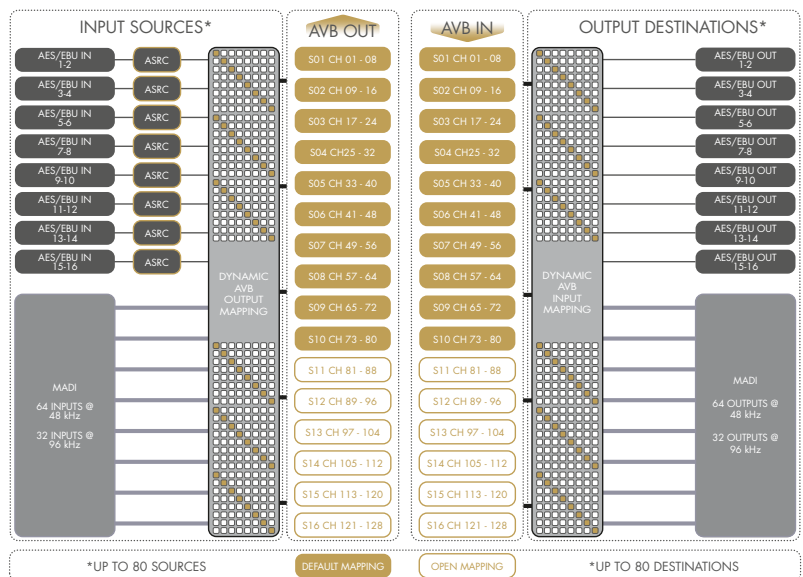 INPUT SOURCES*
AES/EBU IN
1-2
ASRC
AES/EBU IN
3-4
ASRC
AES/EBU IN
5-6
ASRC
AES/EBU IN
7-8
ASRC
AES/EBU IN
9-10
ASRC
AES/EBU IN
11-12
ASRC
AES/EBU IN
13-14
ASRC
AES/EBU IN
15-16
ASRC
MADI
64 INPUTS @
48 kHz
32 INPUTS @
96 kHz
DYNAMIC
AVB
OUTPUT
MAPPING
AVB OUT
S01 CH 01 - 08
S02 CH 09 - 16
S03 CH 17 - 24
S04 CH25 - 32
S05 CH 33 - 40
S06 CH 41 - 48
S07 CH 49 - 56
S08 CH 57 - 64
S09 CH 65 - 72
S10 CH 73 - 80
S11 CH 81 - 88
S12 CH 89 - 96
S13 CH 97 - 104
S14 CH 105 - 112
S15 CH 113 - 120
S16 CH 121 - 128
AVB IN
S01 CH 01 - 08
S02 CH 09 - 16
S03 CH 17 - 24
S04 CH25 - 32
S05 CH 33 - 40
S06 CH 41 - 48
S07 CH 49 - 56
S08 CH 57 - 64
S09 CH 65 - 72
S10 CH 73 - 80
S11 CH 81 - 88
S12 CH 89 - 96
S13 CH 97 - 104
S14 CH 105 - 112
S15 CH 113 - 120
S16 CH 121 - 128
OUTPUT DESTINATIONS*
DYNAMIC
AVB
INPUT
MAPPING
AES/EBU OUT
1-2
AES/EBU OUT
3-4
AES/EBU OUT
5-6
AES/EBU OUT
7-8
AES/EBU OUT
9-10
AES/EBU OUT
11-12
AES/EBU OUT
13-14
AES/EBU OUT
15-16
MADI
64 OUTPUTS @
48 kHz
32 OUTPUTS @
96 kHz
*UP TO 80 SOURCES
DEFAULT MAPPING
OPEN MAPPING
*UP TO 80 DESTINATIONS